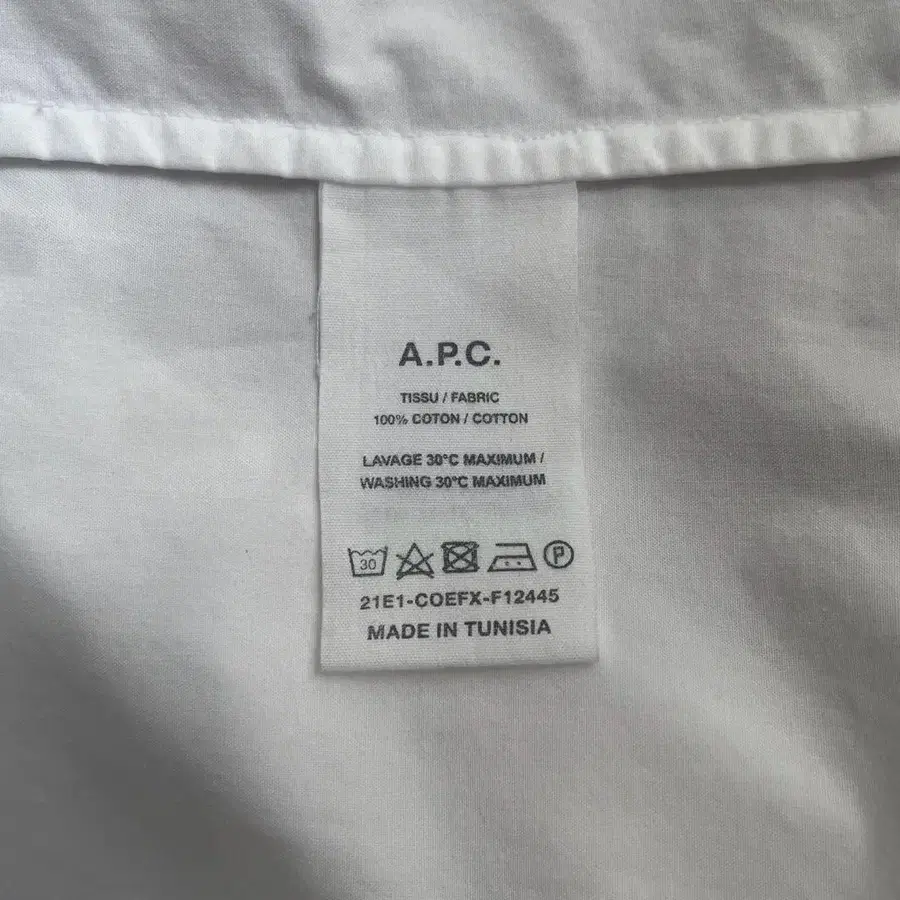 A.P.C.
TISSU / FABRIC
100% COTON / COTTON
LAVAGE 30°C MAXIMUM /
WASHING 30°C MAXIMUM
30 P
21E1-COEFX-F12445
MADE IN TUNISIA